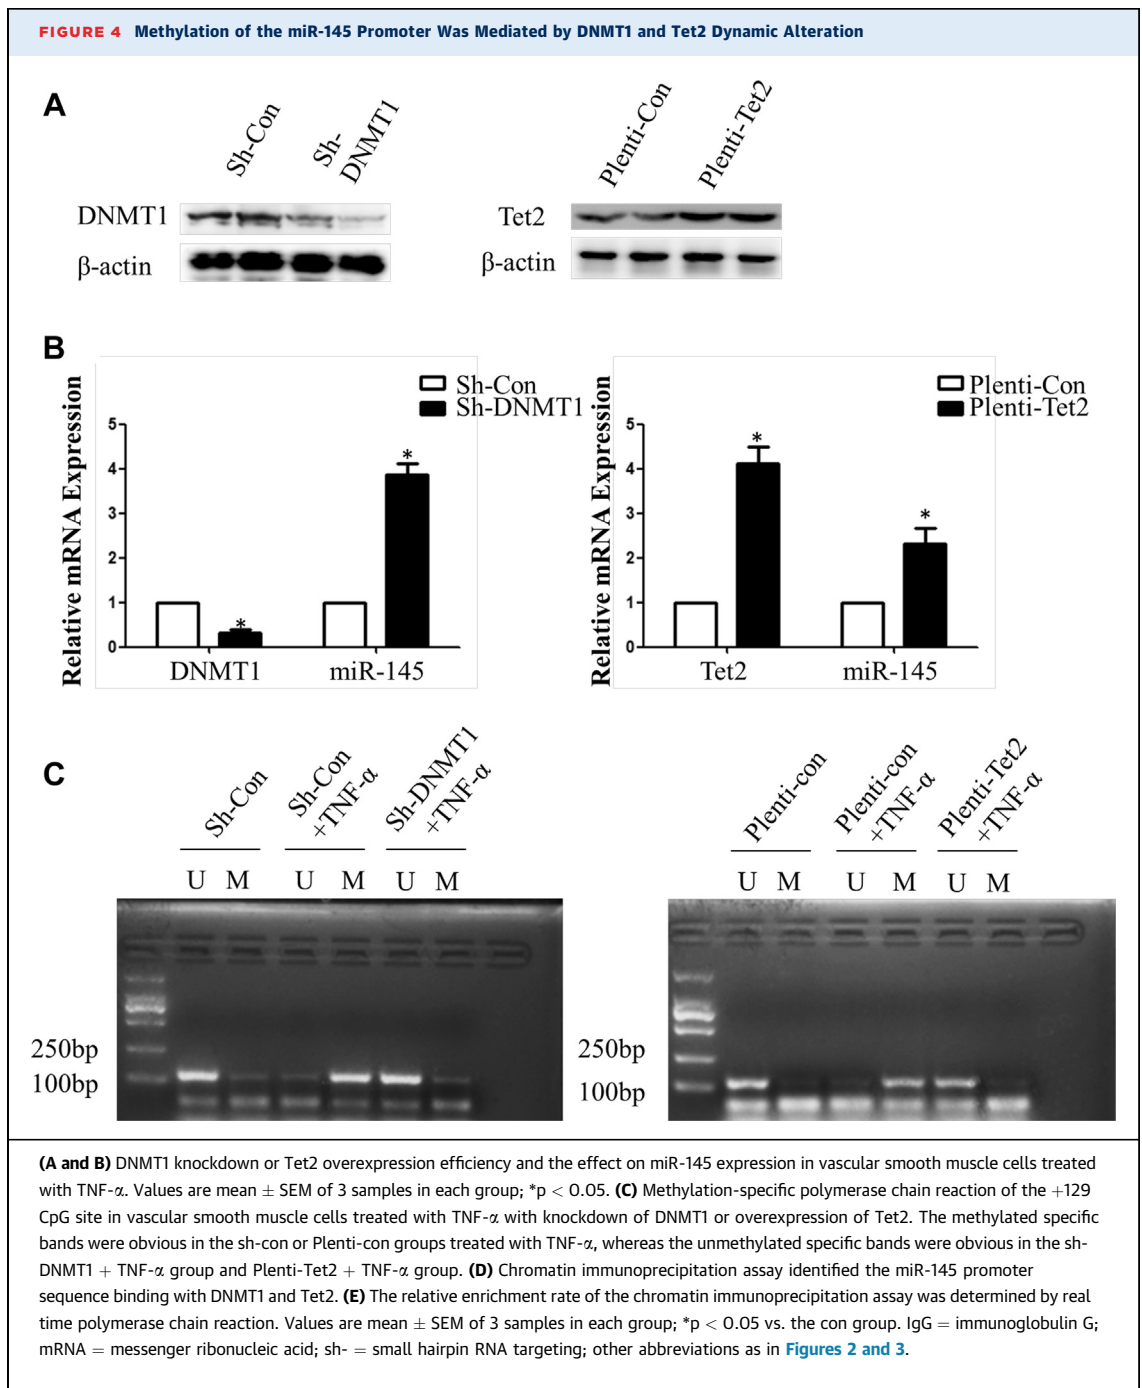 FIGURE 4 Methylation of the miR-145 Promoter Was Mediated by DNMT1 and Tet2 Dynamic Alteration
A
Sh-Con
Sh-
DNMT1
DNMT1
β-actin
Plenti-Con
Plenti-Tet2
Tet2
β-actin
B
Relative mRNA Expression
Sh-Con
Sh-DNMT1
5
4
3
2
1
0
*
*
DNMT1 miR-145
Relative mRNA Expression
Plenti-Con
Plenti-Tet2
5
4
3
2
1
0
*
*
Tet2 miR-145
C
Sh-Con
Sh-Con
+TNF-α
Sh-DNMT1
+TNF-α
U M U M U M
250bp
100bp
Plenti-con
Plenti-con
+TNF-α
Plenti-Tet2
+TNF-α
U M U M U M
250bp
100bp
(A and B) DNMT1 knockdown or Tet2 overexpression efficiency and the effect on miR-145 expression in vascular smooth muscle cells treated
with TNF-α. Values are mean ± SEM of 3 samples in each group; *p < 0.05. (C) Methylation-specific polymerase chain reaction of the +129
CpG site in vascular smooth muscle cells treated with TNF-α with knockdown of DNMT1 or overexpression of Tet2. The methylated specific
bands were obvious in the sh-con or Plenti-con groups treated with TNF-α, whereas the unmethylated specific bands were obvious in the sh-
DNMT1 + TNF-α group and Plenti-Tet2 + TNF-α group. (D) Chromatin immunoprecipitation assay identified the miR-145 promoter
sequence binding with DNMT1 and Tet2. (E) The relative enrichment rate of the chromatin immunoprecipitation assay was determined by real
time polymerase chain reaction. Values are mean ± SEM of 3 samples in each group; *p < 0.05 vs. the con group. IgG = immunoglobulin G;
mRNA = messenger ribonucleic acid; sh- = small hairpin RNA targeting; other abbreviations as in Figures 2 and 3.